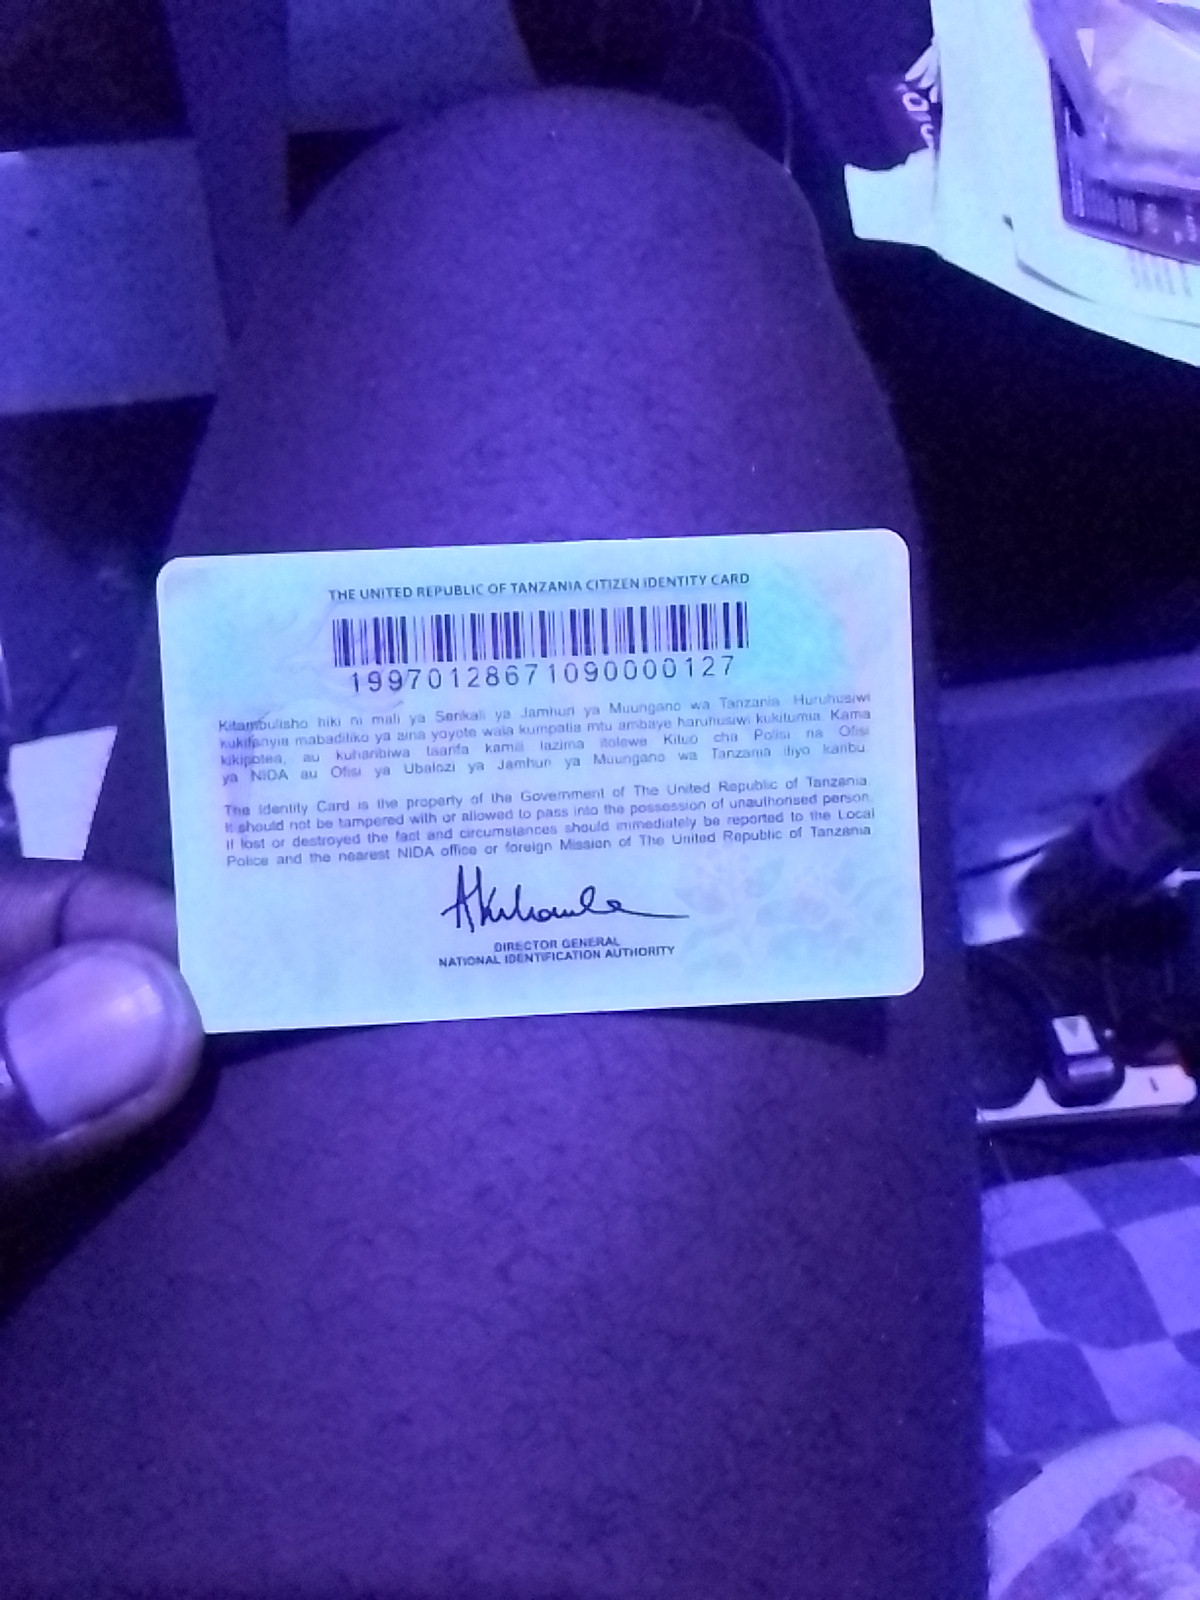 THE UNITED REPUBLIC OF TANZANIA CITIZEN IDENTITY CARD
19970128671090000127
Kitambulisho hiki ni mali ya Serikali ya Jamhuri ya Muungano wa Tanzania. Huruhusiwi
kukifanyia mabadiliko ya aina yoyote wala kumpatia mtu ambaye haruhusiwi kukitumia. Kama
kikipotea, au kuharibiwa taarifa kamili lazima itolewe Kituo cha Polisi na Ofisi
ya NIDA au Ofisi ya Ubalozi ya Jamhuri ya Muungano wa Tanzania iliyo karibu.
The Identity Card is the property of the Government of The United Republic of Tanzania.
It should not be tampered with or allowed to pass into the possession of unauthorised person.
If lost or destroyed the fact and circumstances should immediately be reported to the Local
Police and the nearest NIDA office or foreign Mission of The United Republic of Tanzania
DIRECTOR GENERAL
NATIONAL IDENTIFICATION AUTHORITY